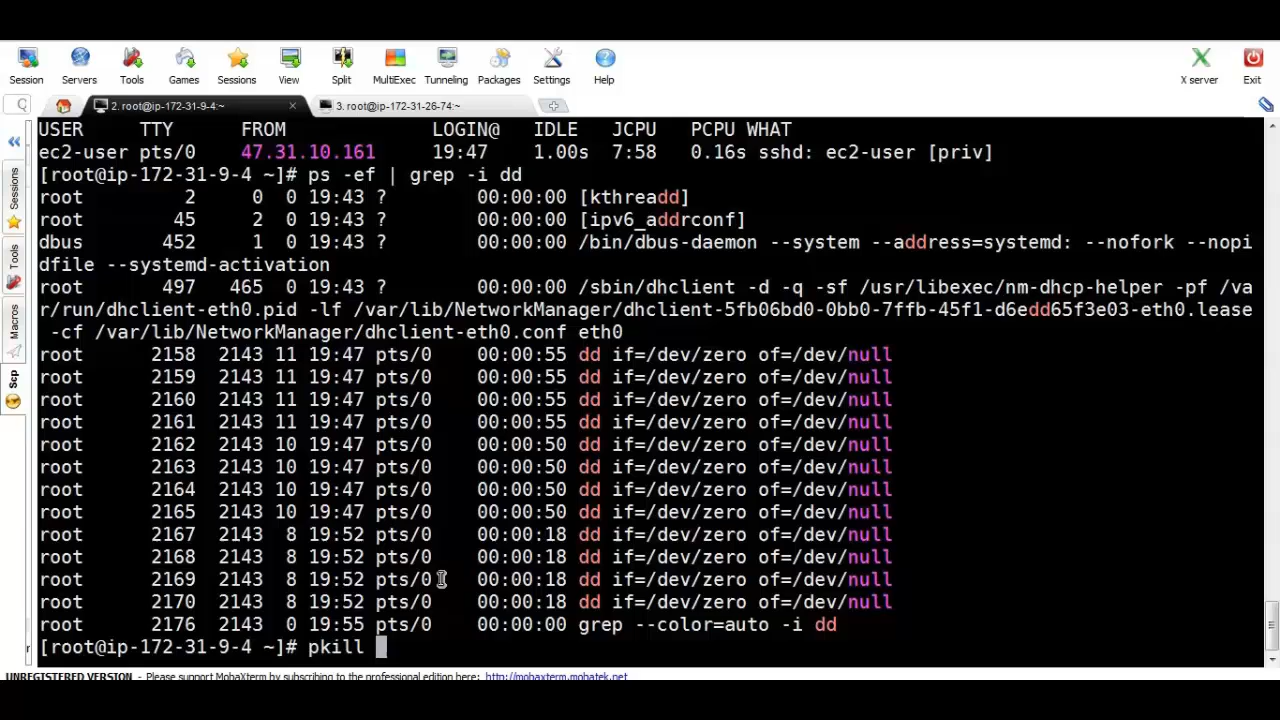 Session Servers Tools Games Sessions View Split MultiExec Tunneling Packages Settings Help X server Exit
2. root@ip-172-31-9-4:~ 3. root@ip-172-31-26-74:~
Sessions
Tools
Macros
Scp
USER TTY FROM LOGIN@ IDLE JCPU PCPU WHAT
ec2-user pts/0 47.31.10.161 19:47 1.00s 7:58 0.16s sshd: ec2-user [priv]
[root@ip-172-31-9-4 ~]# ps -ef | grep -i dd
root 2 0 0 19:43 ? 00:00:00 [kthreadd]
root 45 2 0 19:43 ? 00:00:00 [ipv6_addrconf]
dbus 452 1 0 19:43 ? 00:00:00 /bin/dbus-daemon --system --address=systemd: --nofork --nopi
dfile --systemd-activation
root 497 465 0 19:43 ? 00:00:00 /sbin/dhclient -d -q -sf /usr/libexec/nm-dhcp-helper -pf /va
r/run/dhclient-eth0.pid -lf /var/lib/NetworkManager/dhclient-5fb06bd0-0bb0-7ffb-45f1-d6edd65f3e03-eth0.lease
-cf /var/lib/NetworkManager/dhclient-eth0.conf eth0
root 2158 2143 11 19:47 pts/0 00:00:55 dd if=/dev/zero of=/dev/null
root 2159 2143 11 19:47 pts/0 00:00:55 dd if=/dev/zero of=/dev/null
root 2160 2143 11 19:47 pts/0 00:00:55 dd if=/dev/zero of=/dev/null
root 2161 2143 11 19:47 pts/0 00:00:55 dd if=/dev/zero of=/dev/null
root 2162 2143 10 19:47 pts/0 00:00:50 dd if=/dev/zero of=/dev/null
root 2163 2143 10 19:47 pts/0 00:00:50 dd if=/dev/zero of=/dev/null
root 2164 2143 10 19:47 pts/0 00:00:50 dd if=/dev/zero of=/dev/null
root 2165 2143 10 19:47 pts/0 00:00:50 dd if=/dev/zero of=/dev/null
root 2167 2143 8 19:52 pts/0 00:00:18 dd if=/dev/zero of=/dev/null
root 2168 2143 8 19:52 pts/0 00:00:18 dd if=/dev/zero of=/dev/null
root 2169 2143 8 19:52 pts/0 00:00:18 dd if=/dev/zero of=/dev/null
root 2170 2143 8 19:52 pts/0 00:00:18 dd if=/dev/zero of=/dev/null
root 2176 2143 0 19:55 pts/0 00:00:00 grep --color=auto -i dd
[root@ip-172-31-9-4 ~]# pkill
UNREGISTERED VERSION - Please support MobaXterm by subscribing to the professional edition here: http://mobaxterm.mobatek.net